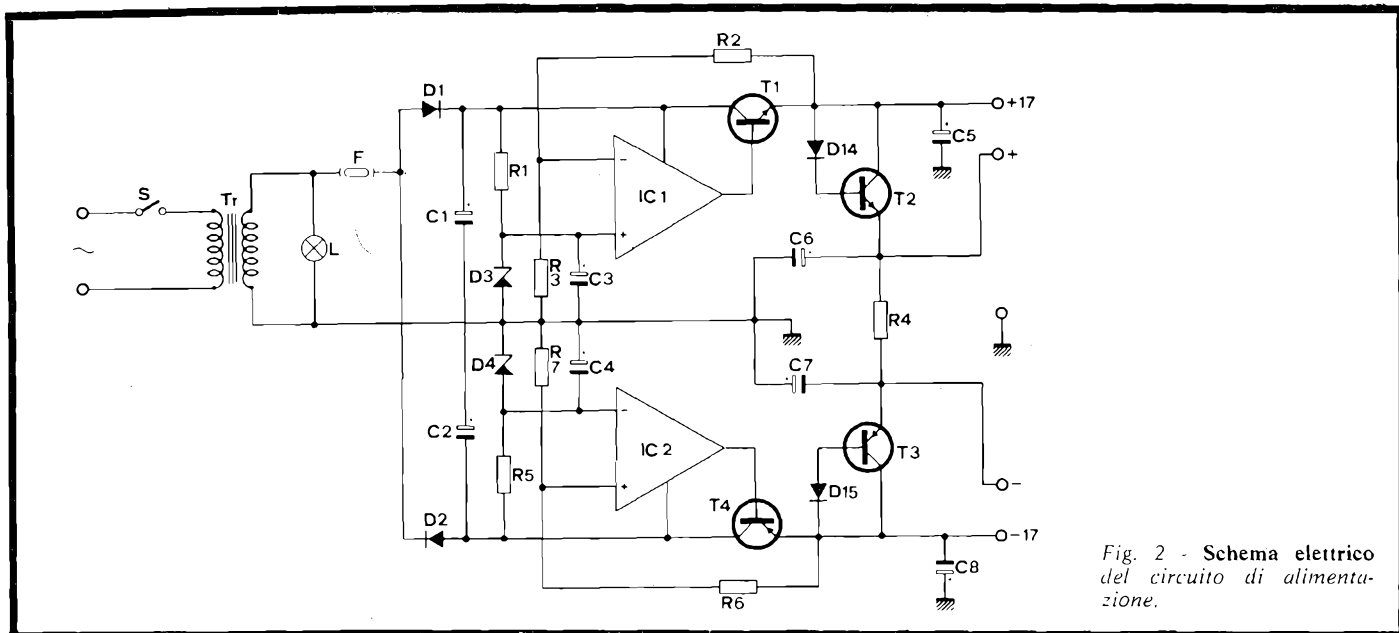 R2
T1
D1
+17
C5
F
D14
+
R1
S
Tr
IC 1
T2
C1
C6
L
D3
R
3
C3
R4
D4
R
7
C4
C7
C2
IC 2
T3
R5
D15
-
T4
D2
-17
C8
R6
Fig. 2 - Schema elettrico
del circuito di alimenta-
zione.